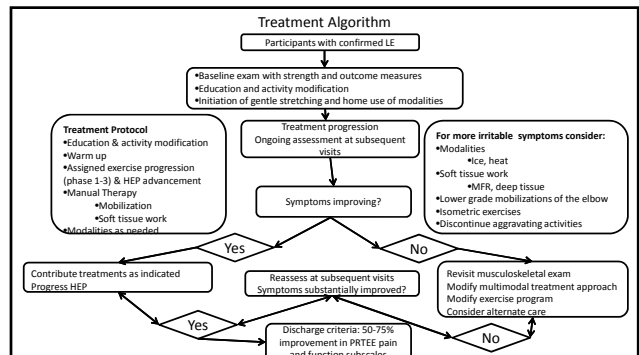 Treatment Algorithm
Participants with confirmed LE
•Baseline exam with strength and outcome measures
•Education and activity modification
•Initiation of gentle stretching and home use of modalities
Treatment Protocol
•Education & activity modification
•Warm up
•Assigned exercise progression
(phase 1-3) & HEP advancement
•Manual Therapy
•Mobilization
•Soft tissue work
•Modalities as needed
Treatment progression
Ongoing assessment at subsequent
visits
For more irritable symptoms consider:
•Modalities
•Ice, heat
•Soft tissue work
•MFR, deep tissue
•Lower grade mobilizations of the elbow
•Isometric exercises
•Discontinue aggravating activities
Symptoms improving?
Yes
No
Contribute treatments as indicated
Progress HEP
Reassess at subsequent visits
Symptoms substantially improved?
Revisit musculoskeletal exam
Modify multimodal treatment approach
Modify exercise program
Consider alternate care
Yes
No
Discharge criteria: 50-75%
improvement in PRTEE pain
and function subscales